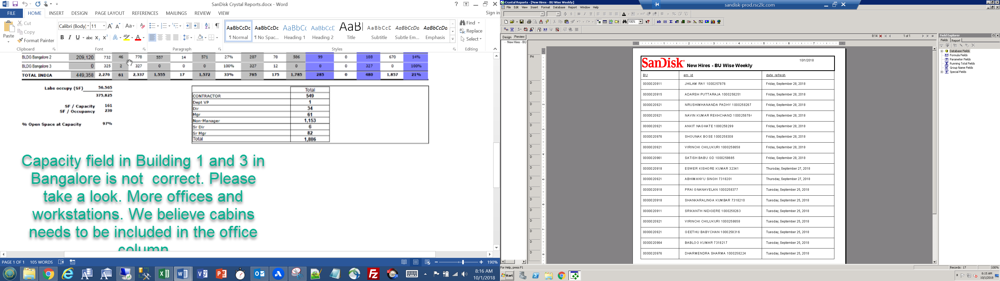 SanDisk Crystal Reports.docx - Word
FILE HOME INSERT DESIGN PAGE LAYOUT REFERENCES MAILINGS REVIEW VIEW Sign in
Paste
Cut
Copy
Format Painter
Clipboard
Calibri (Body) 11
Font
Paragraph
AaBbCcDc AaBbCcDc AaBbCc AaBbCcD AaBl AaBbCcD AaBbCcDa AaBbCcDa
¶ Normal ¶ No Spac... Heading 1 Heading 2 Title Subtitle Subtle Em... Emphasis
Styles
Find
Replace
Select
Editing
BLDG Bangalore 2 209,120 732 46 778 557 14 571 27% 207 70 586 99 0 108 670 14%
BLDG Bangalore 3 0 325 2 327 0 0 0 100% 327 12 0 0 0 327 0 100%
TOTAL INDIA 449,358 2,276 61 2,337 1,555 17 1,572 33% 765 175 1,785 285 0 480 1,857 21%
Labs occupy (SF) 56,565
375,825
SF / Capacity 161
SF / Occupancy 239
% Open Space at Capacity 97%
Total
CONTRACTOR 549
Dept VP 1
Dir 34
Mgr 61
Non-Manager 1,153
Sr Dir 6
Sr Mgr 82
Total 1,886
Capacity field in Building 1 and 3 in
Bangalore is not correct. Please
take a look. More offices and
workstations. We believe cabins
needs to be included in the office
column
PAGE 1 OF 1 105 WORDS 190%
8:16 AM
10/1/2018
Crystal Reports - [New Hires - BU Wise Weekly]
sandisk-prod.rsc2lc.com
File Edit View Insert Format Database Report Window Help
100%
Design Preview
8:14 1 of 1
New Hires - BU
PH
SanDisk New Hires - BU Wise Weekly 10/1/2018
BU em_id date_refresh
0000020911 JHILAM RAY 1000257876 Friday, September 28, 2018
0000020915 ADARSH PUTTARAJA 1000258251 Friday, September 28, 2018
0000020921 NRUSHIMHANANDA PADHY 1000258267 Friday, September 28, 2018
0000020921 NAVIN KUMAR REKHCHAND 100025878 Friday, September 28, 2018
0000020921 ANKIT NAGHATE 1000258299 Friday, September 28, 2018
0000020976 SHOUNAK BOSE 1000258308 Friday, September 28, 2018
0000020921 VIRINCHI CHILUKURI 1000258658 Friday, September 28, 2018
0000020961 SATISH BABU GD 1000258665 Friday, September 28, 2018
0000020918 ESWER KISHORE KUMAR 32341 Thursday, September 27, 2018
0000020921 ABHIMANYU SINGH 7318201 Thursday, September 27, 2018
0000020918 PRAI GNANAVELAN 1000258377 Tuesday, September 25, 2018
0000020918 SHANKARALINGA KUMBAR 7318210 Tuesday, September 25, 2018
0000020911 SRIKANTH NIDIGERE 1000258263 Tuesday, September 25, 2018
0000020921 VIRINCHI CHILUKURI 1000258658 Tuesday, September 25, 2018
0000020921 GEETHU BABYCHAN 1000258316 Tuesday, September 25, 2018
0000020964 BABLOO KUMAR 7318217 Tuesday, September 25, 2018
0000020976 DHARMENDRA SHARMA 1000258224 Tuesday, September 25, 2018
Field Explorer
Fields Report
Database Fields
Formula Fields
Parameter Fields
Running Total Fields
Group Name Fields
Special Fields
For Help, press F1
Records: 17 100%
Start
8:15 AM
10/1/2018